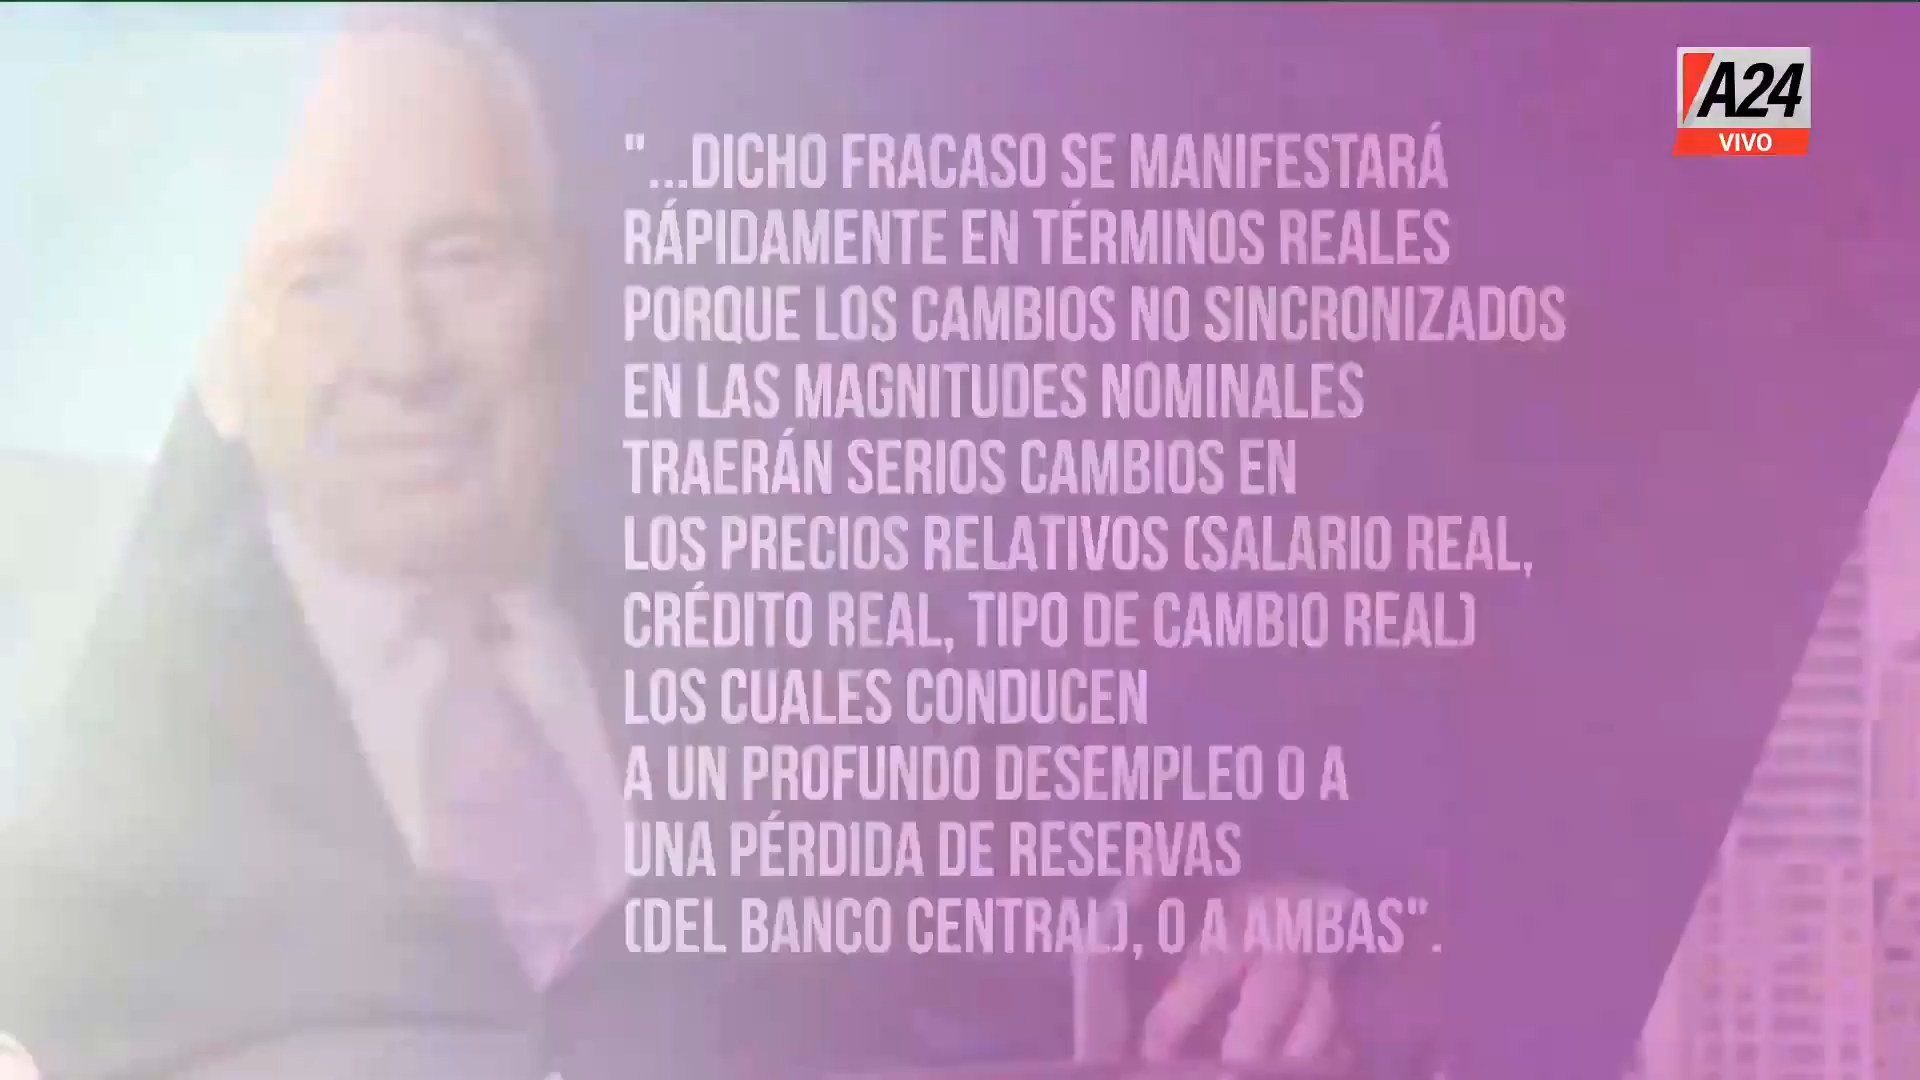 A24
VIVO
"...DICHO FRACASO SE MANIFESTARÁ
RÁPIDAMENTE EN TÉRMINOS REALES
PORQUE LOS CAMBIOS NO SINCRONIZADOS
EN LAS MAGNITUDES NOMINALES
TRAERÁN SERIOS CAMBIOS EN
LOS PRECIOS RELATIVOS (SALARIO REAL,
CRÉDITO REAL, TIPO DE CAMBIO REAL)
LOS CUALES CONDUCEN
A UN PROFUNDO DESEMPLEO O A
UNA PÉRDIDA DE RESERVAS
(DEL BANCO CENTRAL), O A AMBAS".